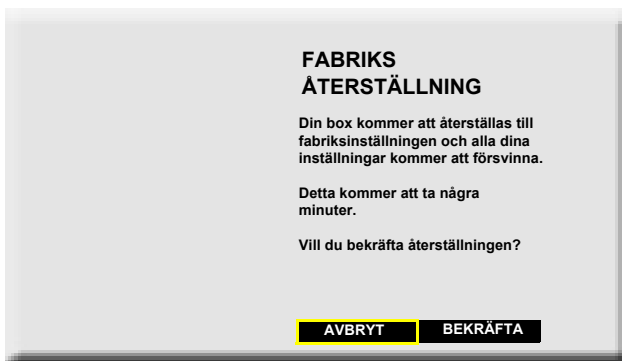 FABRIKS
ÅTERSTÄLLNING
Din box kommer att återställas till
fabriksinställningen och alla dina
inställningar kommer att försvinna.
Detta kommer att ta några
minuter.
Vill du bekräfta återställningen?
AVBRYT BEKRÄFTA